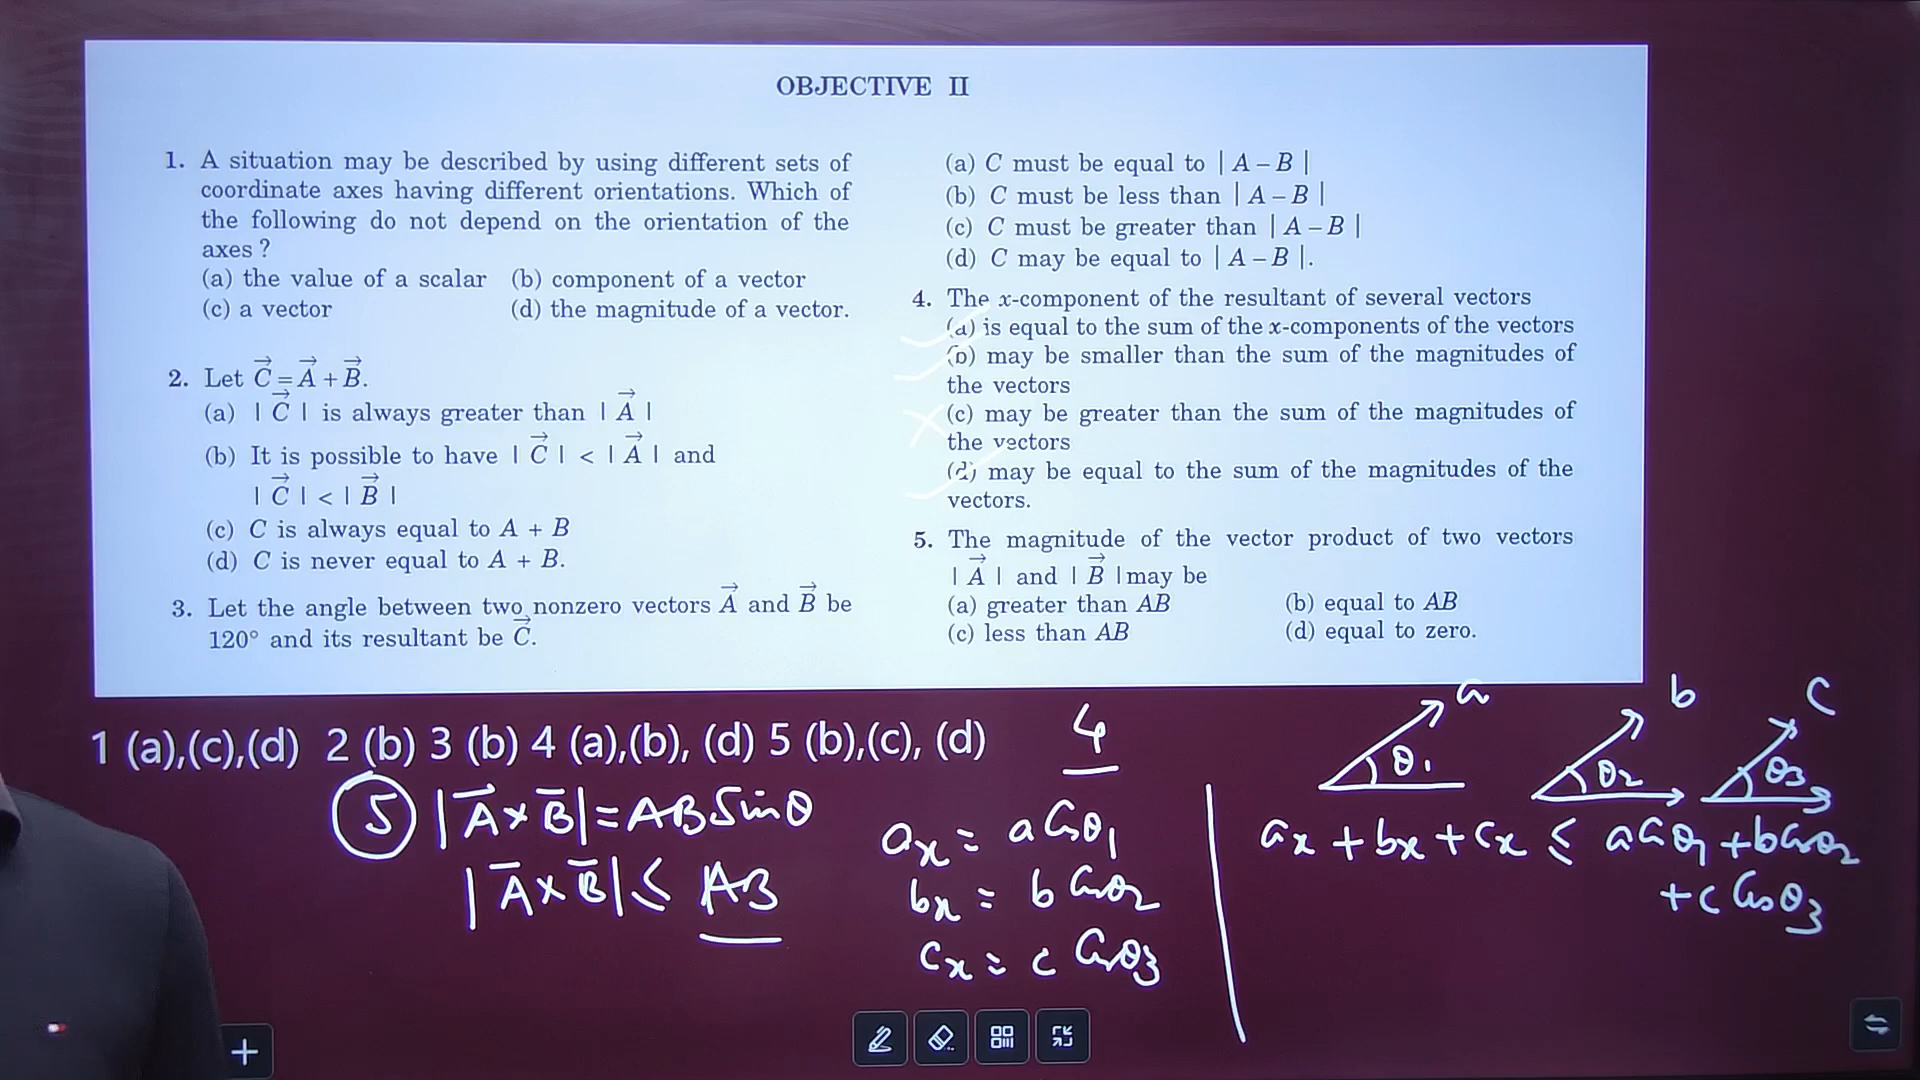 OBJECTIVE II
1. A situation may be described by using different sets of
coordinate axes having different orientations. Which of
the following do not depend on the orientation of the
axes ?
(a) the value of a scalar (b) component of a vector
(c) a vector (d) the magnitude of a vector.
2. Let C⃗ = A⃗ + B⃗.
(a) | C⃗ | is always greater than | A⃗ |
(b) It is possible to have | C⃗ | < | A⃗ | and
| C⃗ | < | B⃗ |
(c) C is always equal to A + B
(d) C is never equal to A + B.
3. Let the angle between two nonzero vectors A⃗ and B⃗ be
120° and its resultant be C⃗.
(a) C must be equal to | A – B |
(b) C must be less than | A – B |
(c) C must be greater than | A – B |
(d) C may be equal to | A – B |.
4. The x-component of the resultant of several vectors
(a) is equal to the sum of the x-components of the vectors
(b) may be smaller than the sum of the magnitudes of
the vectors
(c) may be greater than the sum of the magnitudes of
the vectors
(d) may be equal to the sum of the magnitudes of the
vectors.
5. The magnitude of the vector product of two vectors
| A⃗ | and | B⃗ | may be
(a) greater than AB (b) equal to AB
(c) less than AB (d) equal to zero.
1 (a),(c),(d) 2 (b) 3 (b) 4 (a),(b), (d) 5 (b),(c), (d)
5 |A̅ × B̅| = AB Sinθ
|A̅ × B̅| ≤ AB
4
ax = a Cosθ1
bx = b Cosθ2
cx = c Cosθ3
a b c
θ1 θ2 θ3
ax + bx + cx ≤ a Cosθ1 + b Cosθ2
+ c Cosθ3